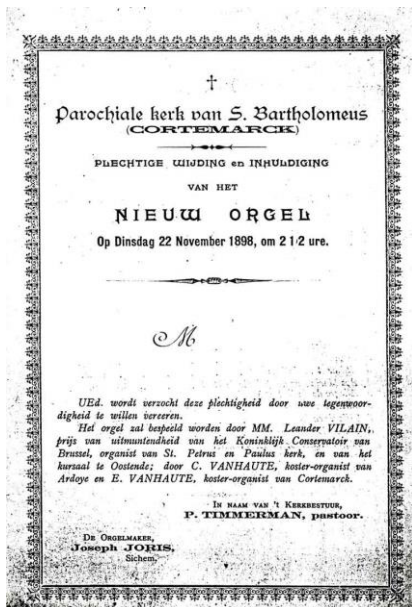 †
Parochiale kerk van S. Bartholomeus
(CORTEMARCK)
PLECHTIGE WIJDING en INHULDIGING
VAN HET
NIEUW ORGEL
Op Dinsdag 22 November 1898, om 2 1/2 ure.
M
UEd. wordt verzocht deze plechtigheid door uwe tegenwoor-
digheid te willen vereeren.
Het orgel zal bespeeld worden door MM. Leander VILAIN,
prijs van uitmuntendheid van het Koninklijk Conservatoir van
Brussel, organist van St. Petrus en Paulus kerk, en van het
kursaal te Oostende; door C. VANHAUTE, koster-organist van
Ardoye en E. VANHAUTE, koster-organist van Cortemarck.
IN NAAM VAN 'T KERKBESTUUR,
P. TIMMERMAN, pastoor.
DE ORGELMAKER,
Joseph JORIS,
Sichem.